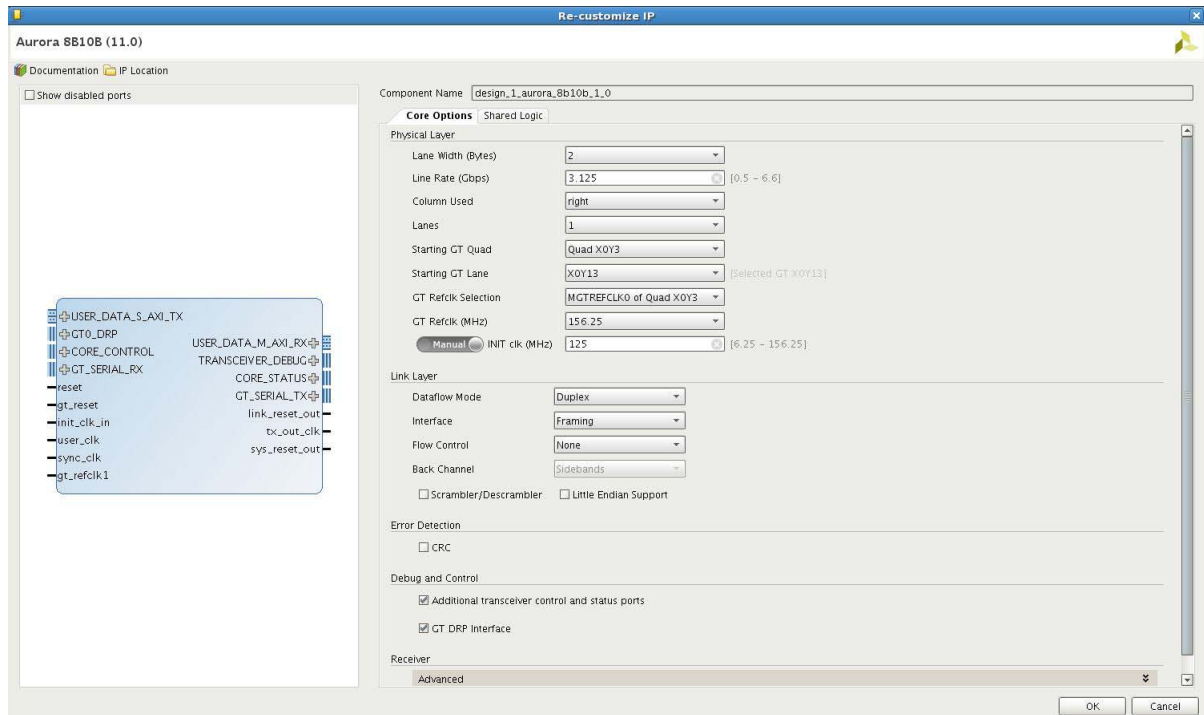 Re-customize IP
Aurora 8B10B (11.0)
Documentation IP Location
Show disabled ports
USER_DATA_S_AXI_TX
GT0_DRP
CORE_CONTROL
GT_SERIAL_RX
reset
gt_reset
init_clk_in
user_clk
sync_clk
gt_refclk1
USER_DATA_M_AXI_RX
TRANSCEIVER_DEBUG
CORE_STATUS
GT_SERIAL_TX
link_reset_out
tx_out_clk
sys_reset_out
Component Name design_1_aurora_8b10b_1_0
Core Options Shared Logic
Physical Layer
Lane Width (Bytes) 2
Line Rate (Gbps) 3.125 [0.5 - 6.6]
Column Used right
Lanes 1
Starting GT Quad Quad X0Y3
Starting GT Lane X0Y13 [Selected GT X0Y13]
GT Refclk Selection MGTREFCLK0 of Quad X0Y3
GT Refclk (MHz) 156.25
Manual INIT clk (MHz) 125 [6.25 - 156.25]
Link Layer
Dataflow Mode Duplex
Interface Framing
Flow Control None
Back Channel Sidebands
Scrambler/Descrambler Little Endian Support
Error Detection
CRC
Debug and Control
Additional transceiver control and status ports
GT DRP Interface
Receiver
Advanced
OK Cancel